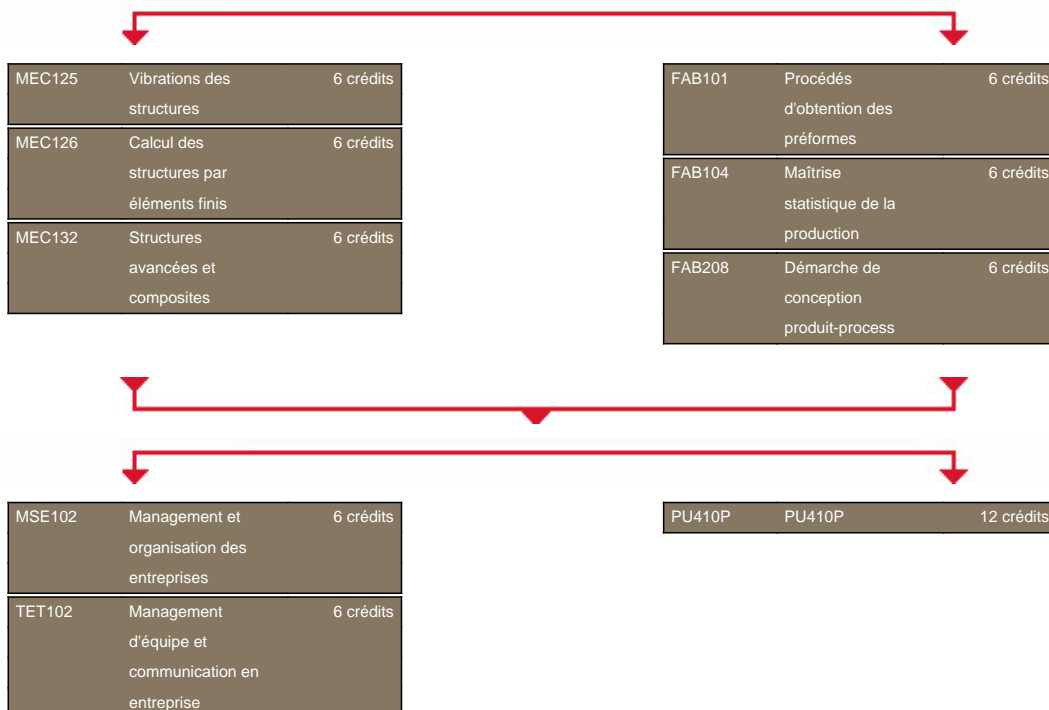 MEC125 Vibrations des 6 crédits
structures
MEC126 Calcul des 6 crédits
structures par
éléments finis
MEC132 Structures 6 crédits
avancées et
composites
FAB101 Procédés 6 crédits
d'obtention des
préformes
FAB104 Maîtrise 6 crédits
statistique de la
production
FAB208 Démarche de 6 crédits
conception
produit-process
MSE102 Management et 6 crédits
organisation des
entreprises
TET102 Management 6 crédits
d'équipe et
communication en
entreprise
PU410P PU410P 12 crédits